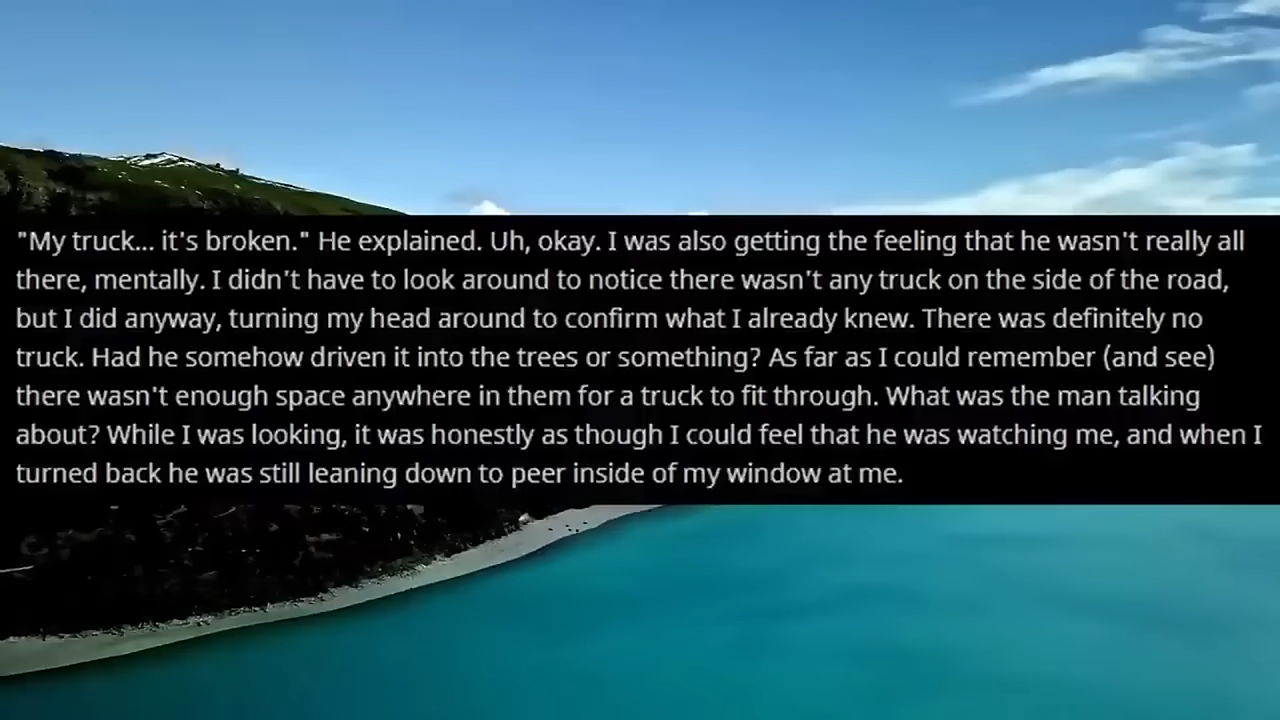 "My truck... it's broken." He explained. Uh, okay. I was also getting the feeling that he wasn't really all
there, mentally. I didn't have to look around to notice there wasn't any truck on the side of the road,
but I did anyway, turning my head around to confirm what I already knew. There was definitely no
truck. Had he somehow driven it into the trees or something? As far as I could remember (and see)
there wasn't enough space anywhere in them for a truck to fit through. What was the man talking
about? While I was looking, it was honestly as though I could feel that he was watching me, and when I
turned back he was still leaning down to peer inside of my window at me.